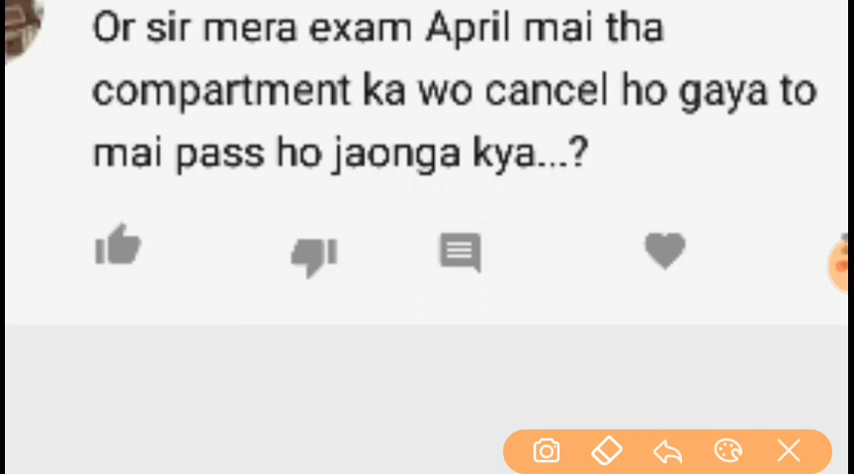 Or sir mera exam April mai tha
compartment ka wo cancel ho gaya to
mai pass ho jaonga kya...?